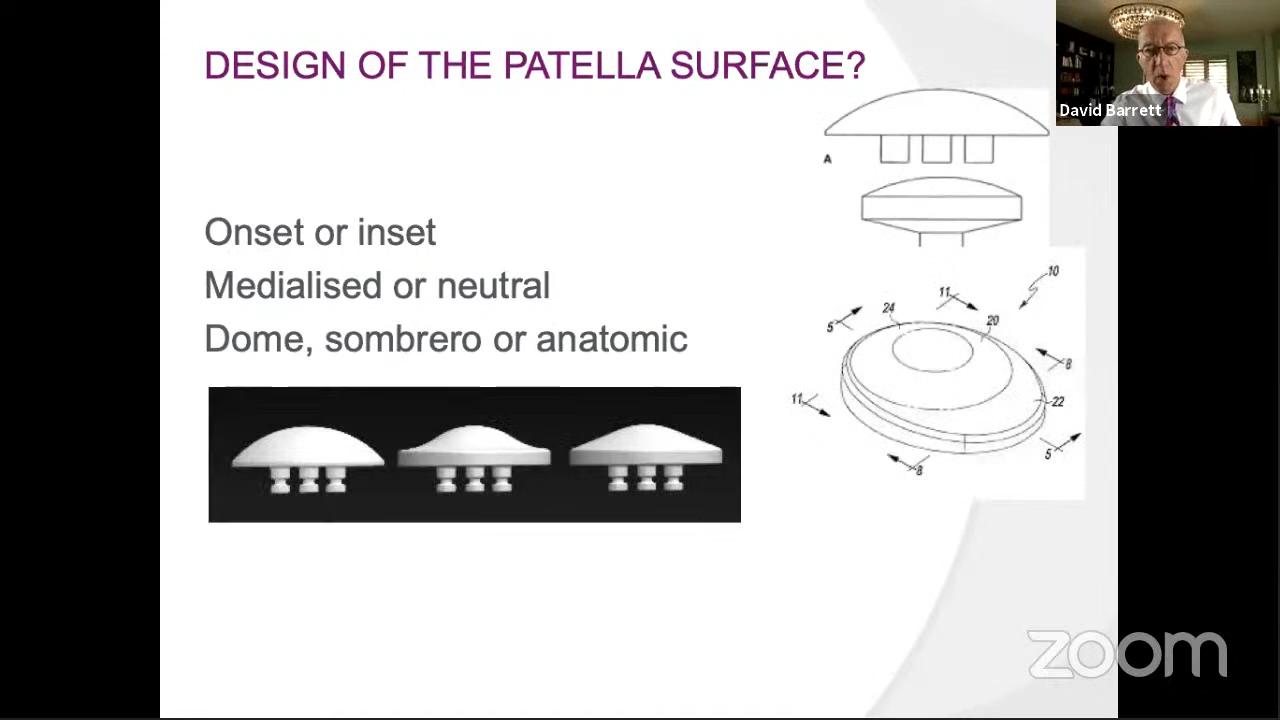 DESIGN OF THE PATELLA SURFACE?
David Barrett
A
Onset or inset
Medialised or neutral
Dome, sombrero or anatomic
10
11
24
20
5
8
11
22
5
8
zoom